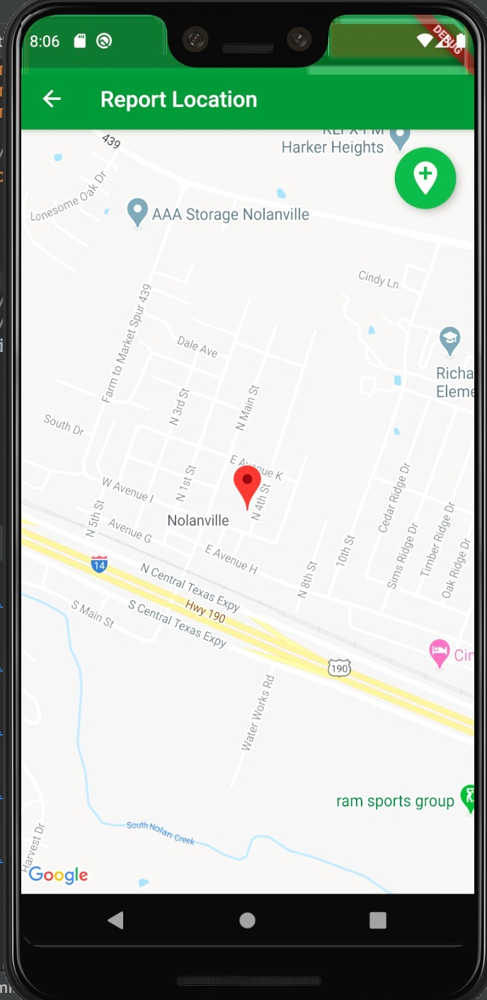 8:06
DEBUG
Report Location
439
Harker Heights
Lonesome Oak Dr
AAA Storage Nolanville
Cindy Ln
Farm to Market Spur 439
Dale Ave
Richa
Eleme
N 3rd St
N Main St
South Dr
E Avenue K
W Avenue I
N 1st St
N 4th St
Cedar Ridge Dr
N 5th St
Nolanville
Avenue G
Timber Ridge Dr
E Avenue H
10th St
Sims Ridge Dr
Oak Ridge Dr
14
N 8th St
N Central Texas Expy
Hwy 190
S Main St
S Central Texas Expy
Cin
190
Water Works Rd
ram sports group
South Nolan Creek
Harvest Dr
Google